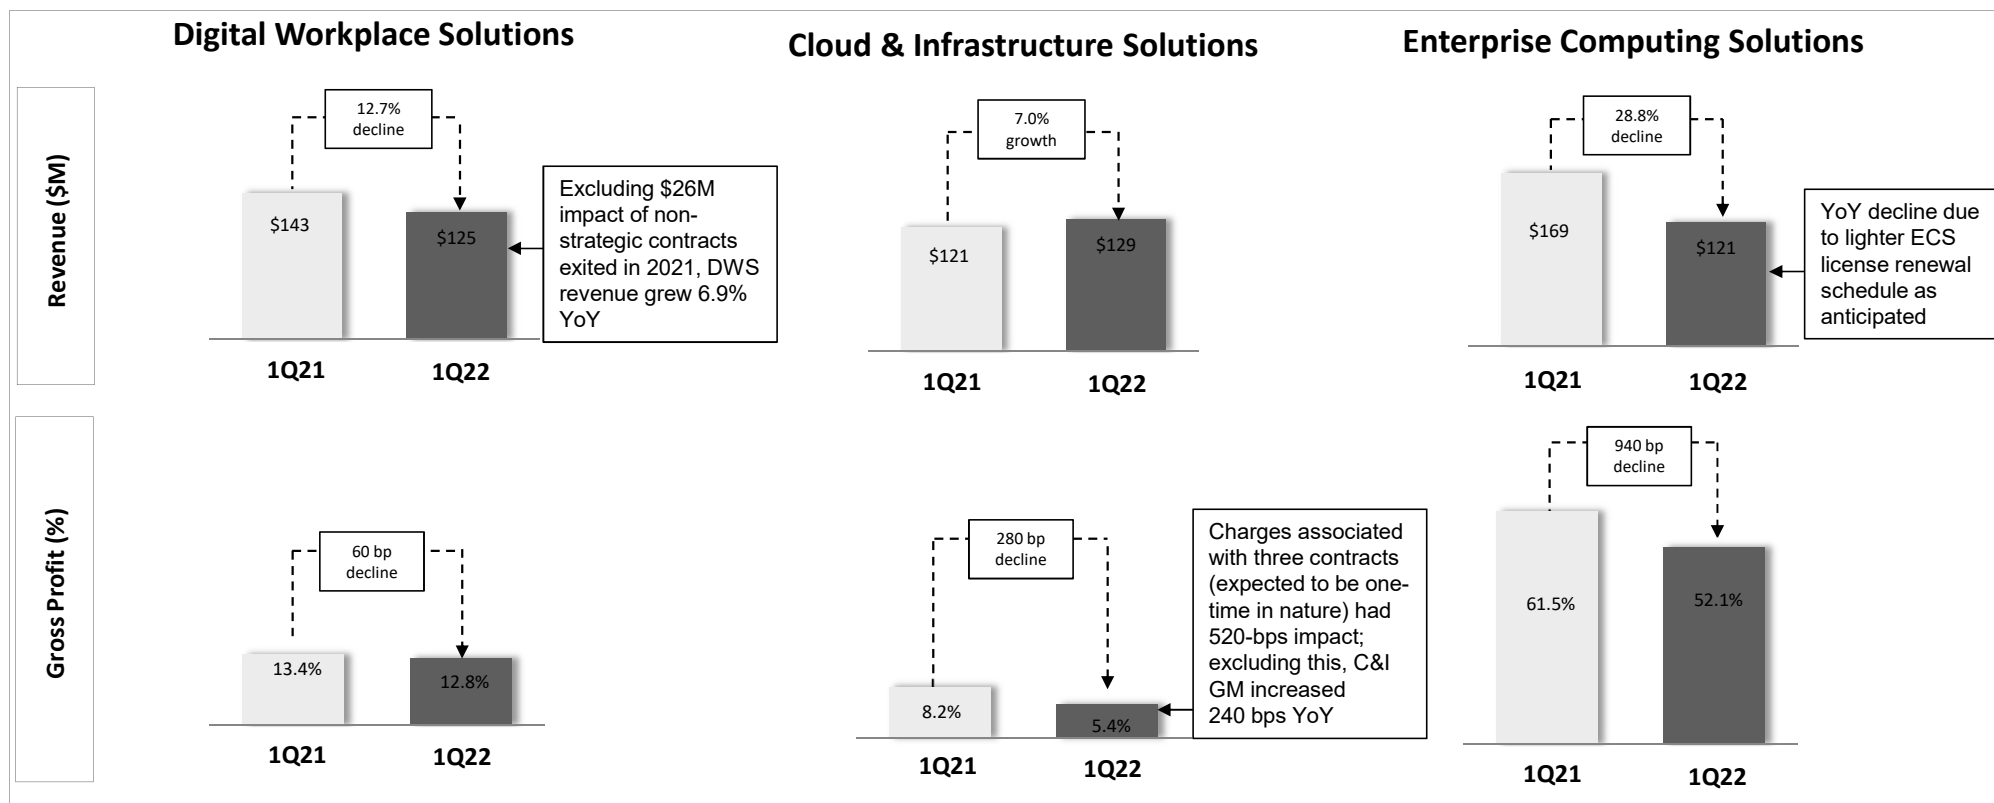 Digital Workplace Solutions
Cloud & Infrastructure Solutions
Enterprise Computing Solutions
Revenue ($M)
12.7%
decline
$143
$125
Excluding $26M
impact of non-
strategic contracts
exited in 2021, DWS
revenue grew 6.9%
YoY
1Q21
1Q22
7.0%
growth
$121
$129
1Q21
1Q22
28.8%
decline
$169
$121
YoY decline due
to lighter ECS
license renewal
schedule as
anticipated
1Q21
1Q22
Gross Profit (%)
60 bp
decline
13.4%
12.8%
1Q21
1Q22
280 bp
decline
8.2%
5.4%
Charges associated
with three contracts
(expected to be one-
time in nature) had
520-bps impact;
excluding this, C&I
GM increased
240 bps YoY
1Q21
1Q22
940 bp
decline
61.5%
52.1%
1Q21
1Q22